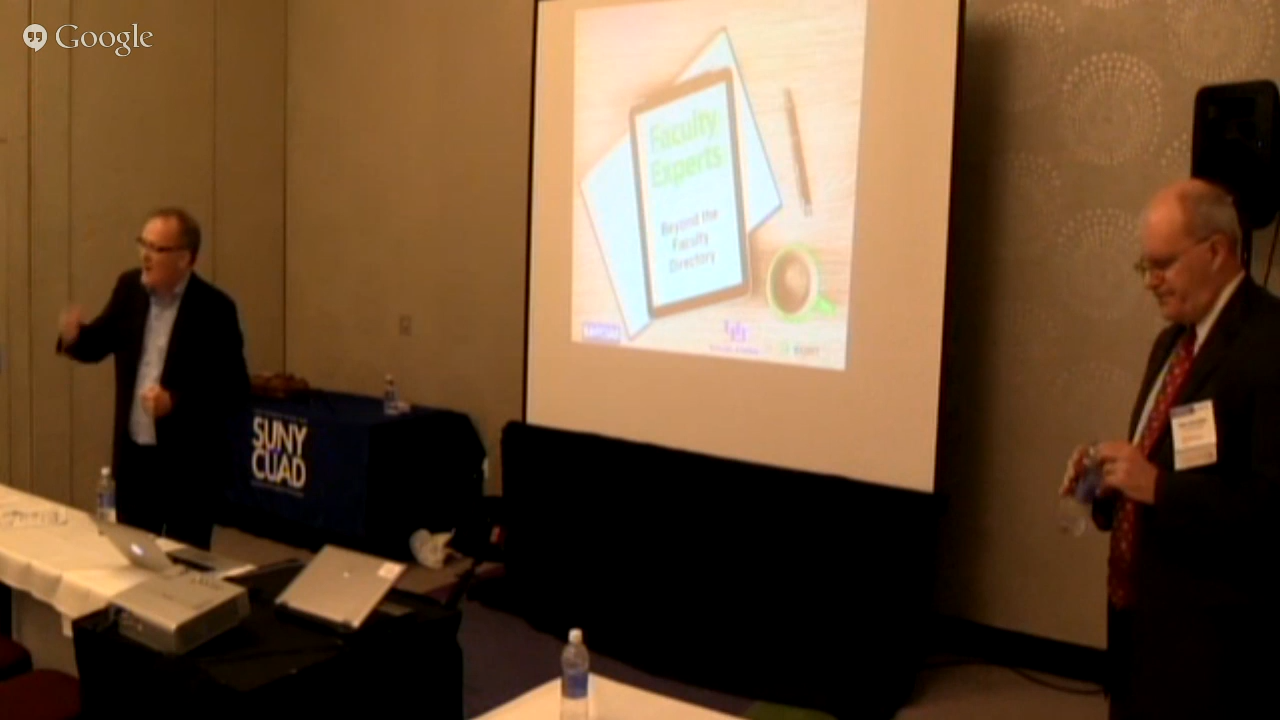 Google
Faculty
Experts
Beyond the
Faculty
Directory
SUNY
CUAD